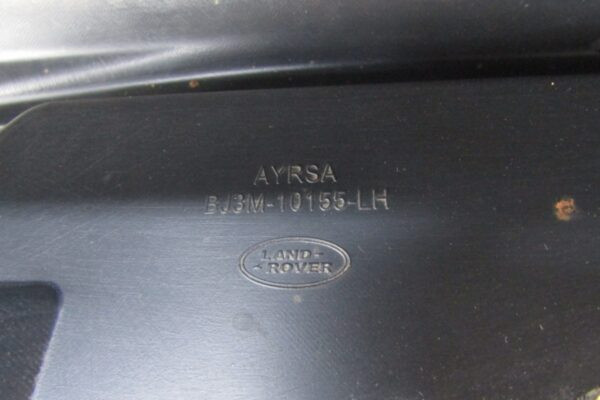 AYRSA
BJ3M-10155-LH
LAND-
-ROVER